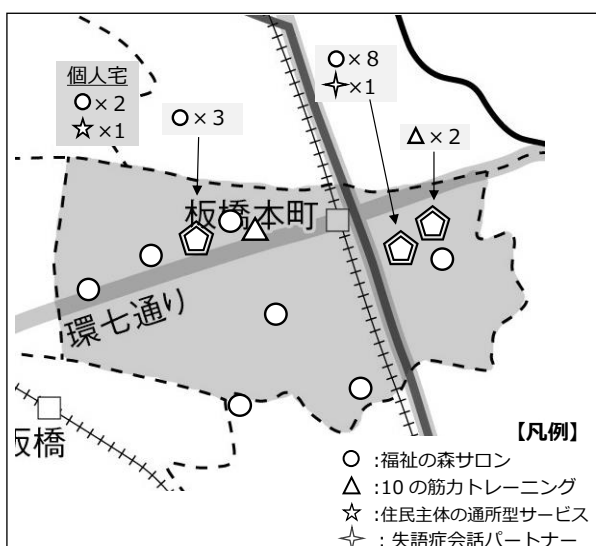 個人宅
○×2
☆×1
○×3
○×8
✧×1
△×2
板橋本町
環七通り
板橋
【凡例】
○ :福祉の森サロン
△ :10の筋力トレーニング
☆ :住民主体の通所型サービス
✧ : 失語症会話パートナー